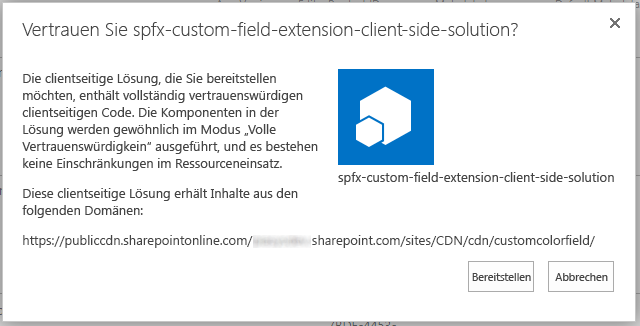 Vertrauen Sie spfx-custom-field-extension-client-side-solution?
Die clientseitige Lösung, die Sie bereitstellen
möchten, enthält vollständig vertrauenswürdigen
clientseitigen Code. Die Komponenten in der
Lösung werden gewöhnlich im Modus „Volle
Vertrauenswürdigkein" ausgeführt, und es bestehen
keine Einschränkungen im Ressourceneinsatz.
spfx-custom-field-extension-client-side-solution
Diese clientseitige Lösung erhält Inhalte aus den
folgenden Domänen:
https://publiccdn.sharepointonline.com/ sharepoint.com/sites/CDN/cdn/customcolorfield/
Bereitstellen Abbrechen